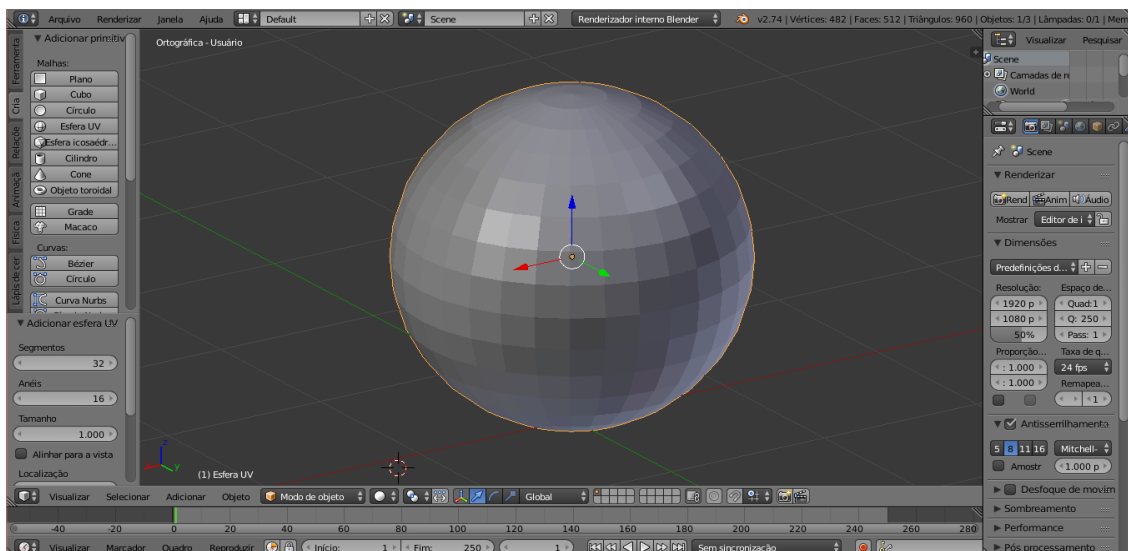 Arquivo Renderizar Janela Ajuda Default Scene Renderizador interno Blender v2.74 | Vértices: 482 | Faces: 512 | Triângulos: 960 | Objetos: 1/3 | Lâmpadas: 0/1 | Mem
Ferramenta
Cria
Relaçõe
Animaçã
Física
Lápis de cer
Adicionar primitiv
Malhas:
Plano
Cubo
Círculo
Esfera UV
Esfera icosaédr...
Cilindro
Cone
Objeto toroidal
Grade
Macaco
Curvas:
Bézier
Círculo
Curva Nurbs
Adicionar esfera UV
Segmentos
32
Anéis
16
Tamanho
1.000
Alinhar para a vista
Localização
Ortográfica - Usuário
z
y
(1) Esfera UV
Visualizar Selecionar Adicionar Objeto Modo de objeto Global
-40 -20 0 20 40 60 80 100 120 140 160 180 200 220 240 260 280
Visualizar Marcador Quadro Reproduzir Início: 1 Fim: 250 1 Sem sincronização
Visualizar Pesquisar
Scene
Camadas de r
World
Scene
Renderizar
Rend Anim Áudio
Mostrar Editor de i
Dimensões
Predefinições d...
Resolução: Espaço de...
1920 p Quad:1
1080 p Q: 250
50% Pass: 1
Proporção... Taxa de q...
: 1.000 24 fps
: 1.000 Remapea...
1
Antisserrilhamento
5 8 11 16 Mitchell-
Amostr 1.000 p
Desfoque de movim
Sombreamento
Performance
Pós processamento